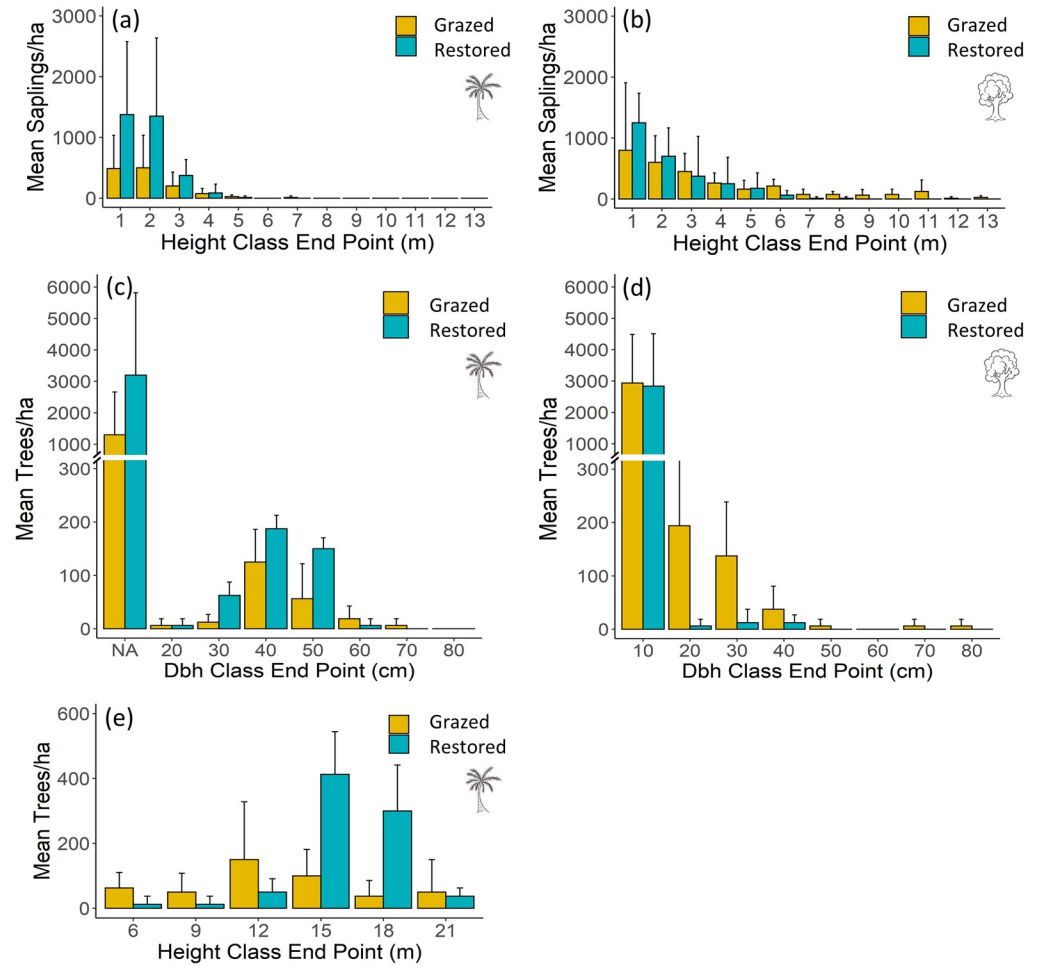 (a)
Grazed
Restored
Mean Saplings/ha
3000
2000
1000
0
1 2 3 4 5 6 7 8 9 10 11 12 13
Height Class End Point (m)
(b)
Grazed
Restored
Mean Saplings/ha
3000
2000
1000
0
1 2 3 4 5 6 7 8 9 10 11 12 13
Height Class End Point (m)
(c)
Grazed
Restored
Mean Trees/ha
6000
5000
4000
3000
2000
1000
300
200
100
0
NA 20 30 40 50 60 70 80
Dbh Class End Point (cm)
(d)
Grazed
Restored
Mean Trees/ha
6000
5000
4000
3000
2000
1000
300
200
100
0
10 20 30 40 50 60 70 80
Dbh Class End Point (cm)
(e)
Grazed
Restored
Mean Trees/ha
600
400
200
0
6 9 12 15 18 21
Height Class End Point (m)